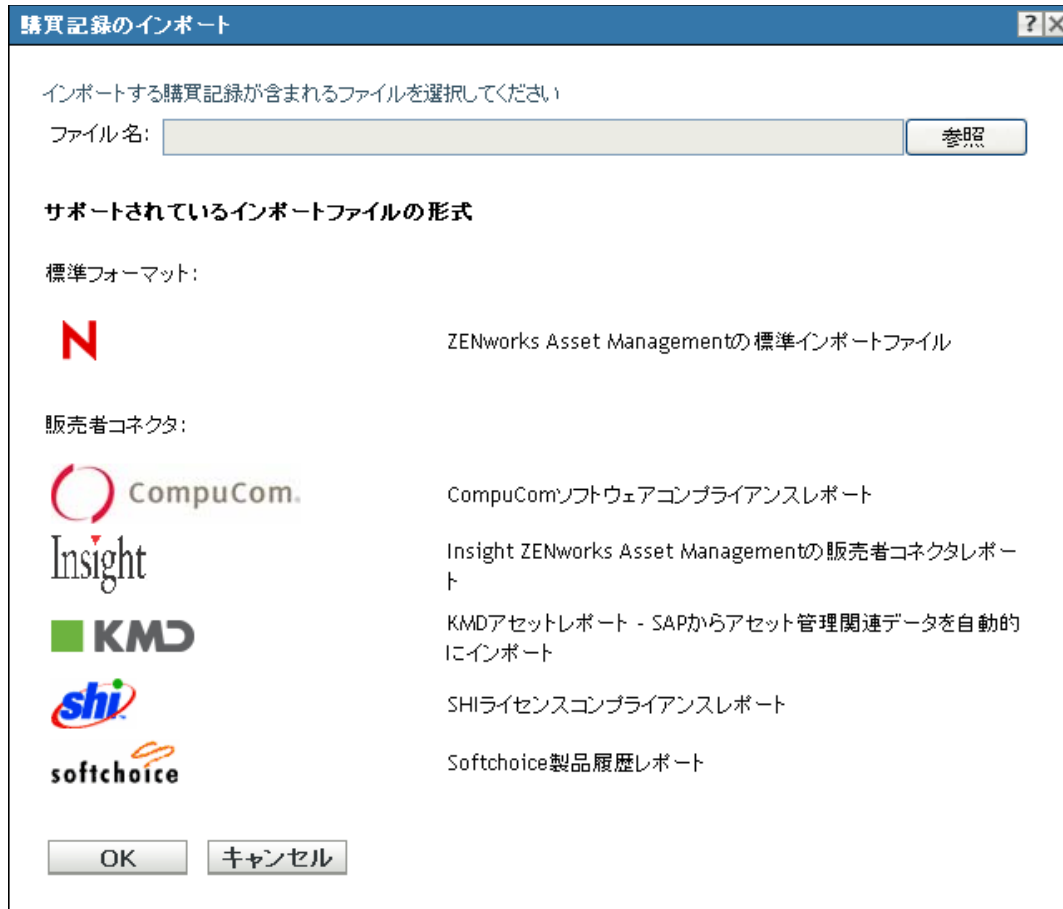 購買記録のインポート
インポートする購買記録が含まれるファイルを選択してください
ファイル名:
参照
サポートされているインポートファイルの形式
標準フォーマット:
N
ZENworks Asset Managementの標準インポートファイル
販売者コネクタ:
CompuCom.
CompuComソフトウェアコンプライアンスレポート
Insight
Insight ZENworks Asset Managementの販売者コネクタレポー
ト
KMD
KMDアセットレポート - SAPからアセット管理関連データを自動的
にインポート
shi
SHIライセンスコンプライアンスレポート
softchoice
Softchoice製品履歴レポート
OK
キャンセル